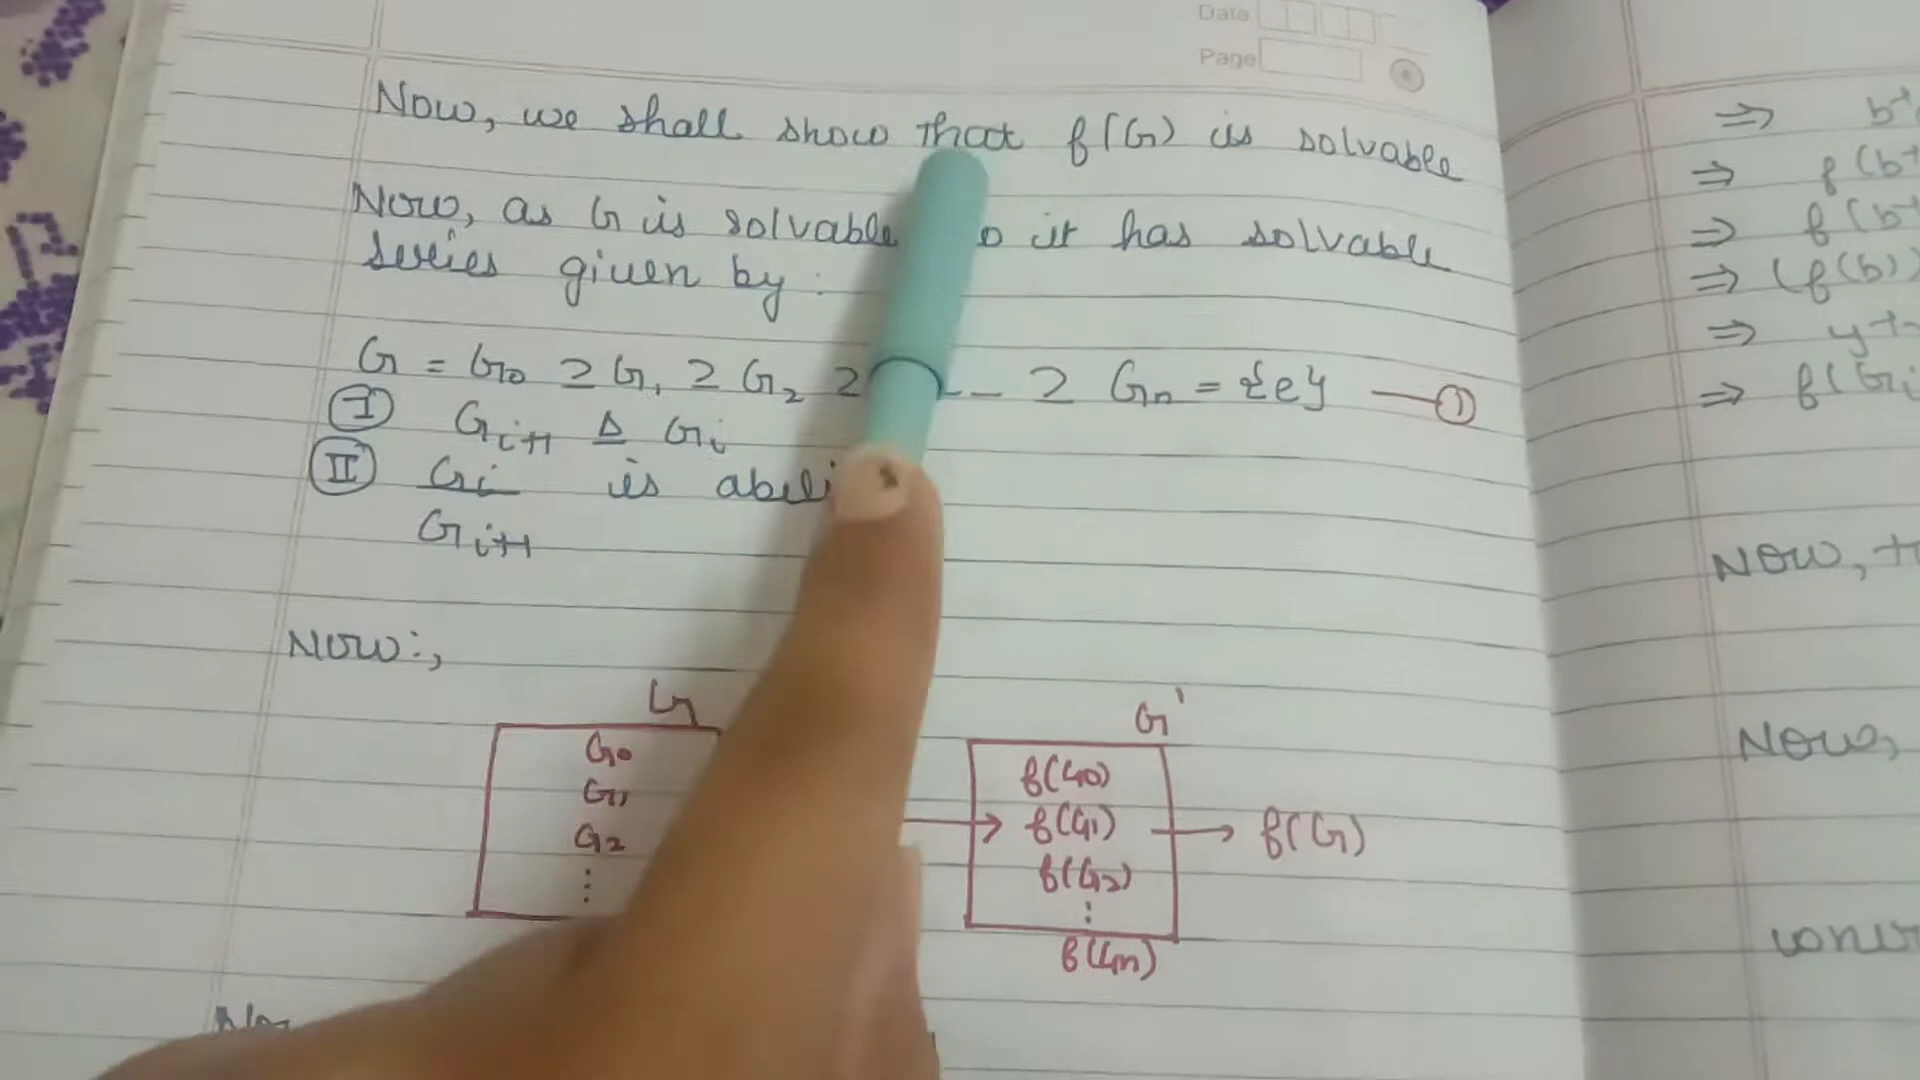 Date
Page
Now, we shall show that f(G) is solvable
Now, as G is solvable it has solvable
series given by :
G = G₀ ⊇ G₁ ⊇ G₂ ⊇ -- ⊇ Gₙ = {e} —①
Ⓘ Gᵢ₊₁ Δ Gᵢ
Ⓘ︎Ⓘ Gᵢ is
Gᵢ₊₁
Now:,
G
G₀
G₁
G₂
⋮
G'
f(G₀)
f(G₁) → f(G)
f(G₂)
⋮
f(Gn)
⇒
⇒ f(b
⇒ f(b
⇒ (f(b)
⇒
⇒ f(Gi
Now,
Now,